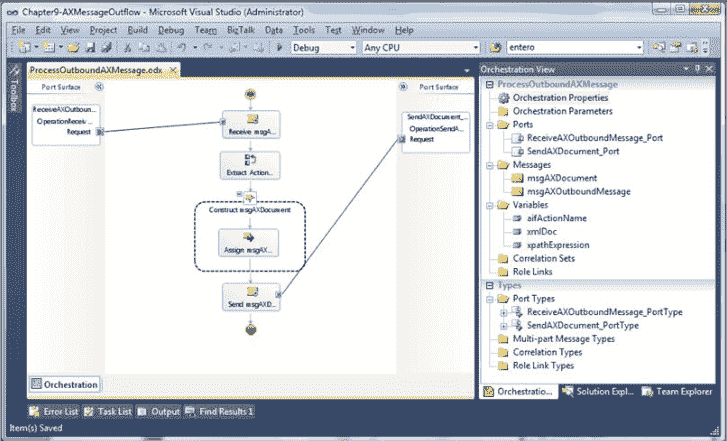 Chapter9-AXMessageOutflow - Microsoft Visual Studio (Administrator)
File Edit View Project Build Debug BizTalk Team Data Tools Test Window Help
Debug Any CPU entero
Toolbox
ProcessOutboundAXMessage.odx
Port Surface
ReceiveAXOutboun...
OperationReceiv...
Request
Receive msgA...
Extract Action...
Construct msgAXDocument
Assign msgAX...
Send msgAXD...
Port Surface
SendAXDocument_...
OperationSendA...
Request
Orchestration
Orchestration View
ProcessOutboundAXMessage
Orchestration Properties
Orchestration Parameters
Ports
ReceiveAXOutboundMessage_Port
SendAXDocument_Port
Messages
msgAXDocument
msgAXOutboundMessage
Variables
aifActionName
xmlDoc
xpathExpression
Correlation Sets
Role Links
Types
Port Types
ReceiveAXOutboundMessage_PortType
SendAXDocument_PortType
Multi-part Message Types
Correlation Types
Role Link Types
Orchestratio... Solution Expl... Team Explorer
Error List Task List Output Find Results 1
Item(s) Saved